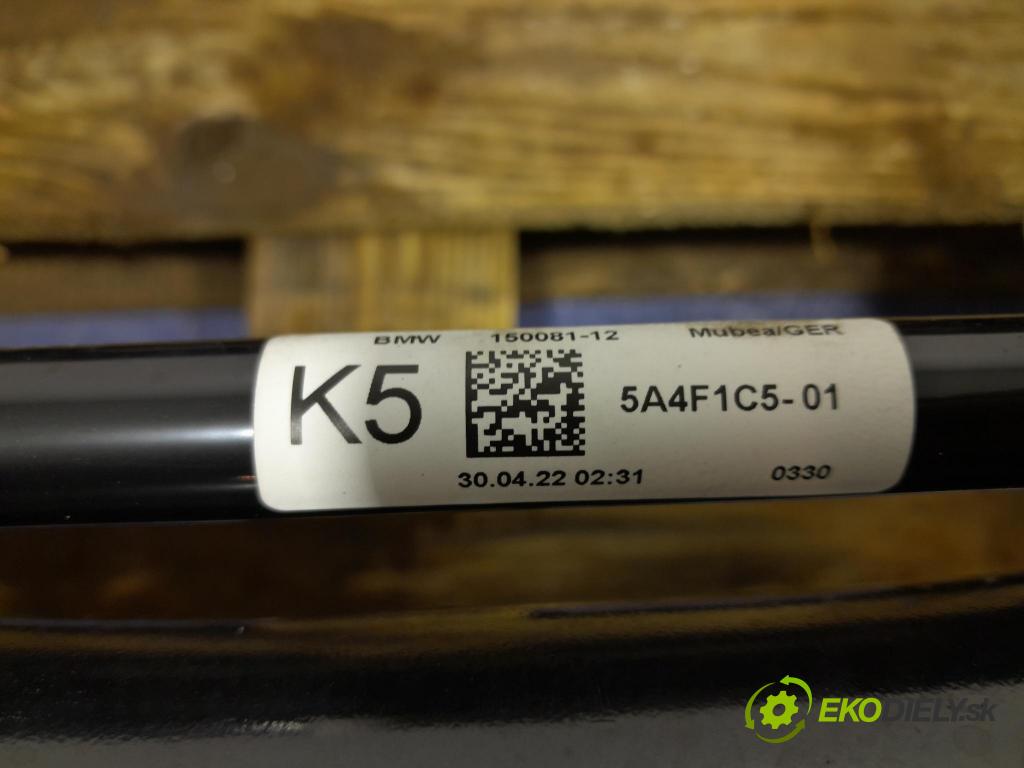 BMW 150081-12 Mubea/GER
K5 5A4F1C5-01
30.04.22 02:31 0330
EKODIELY.sk